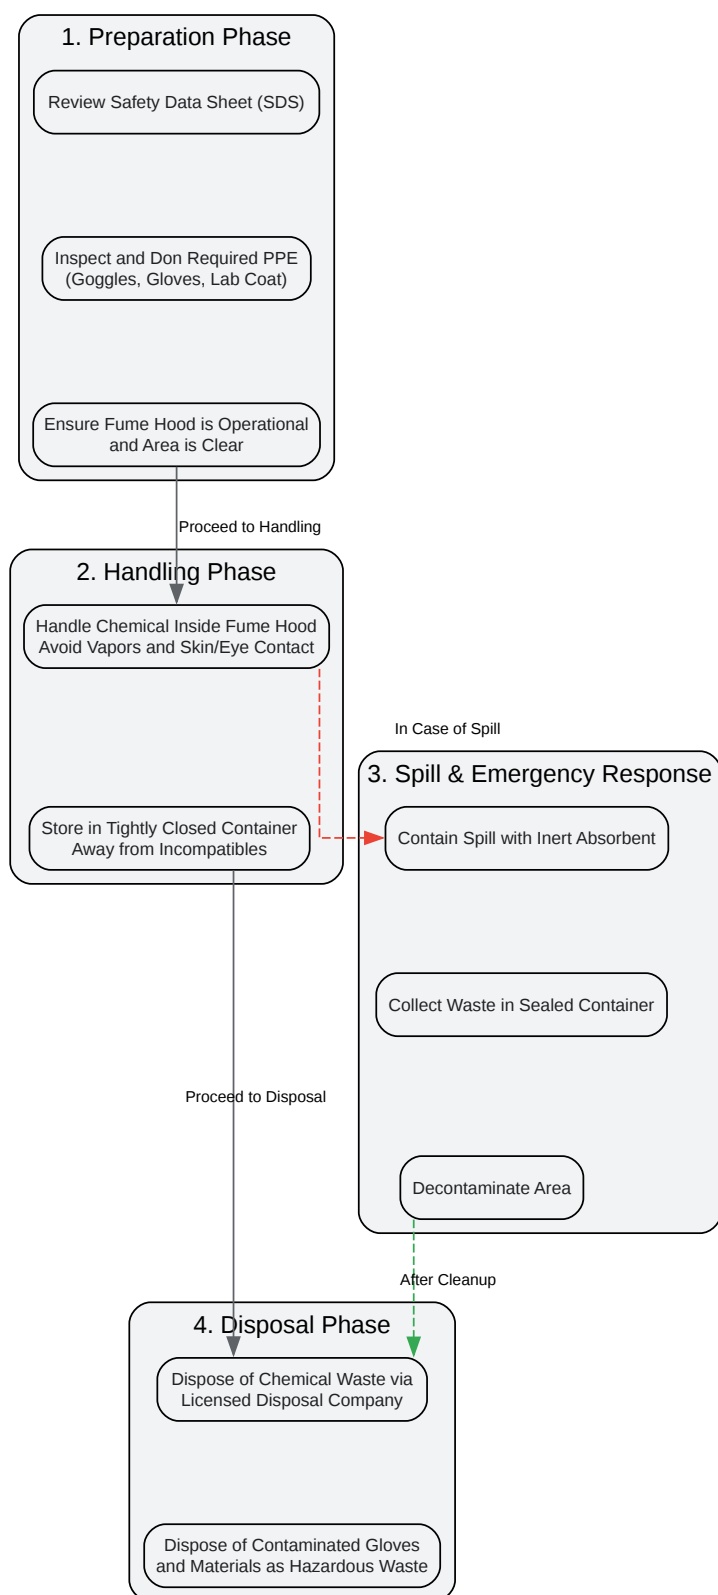 1. Preparation Phase
Review Safety Data Sheet (SDS)
Inspect and Don Required PPE
(Goggles, Gloves, Lab Coat)
Ensure Fume Hood is Operational
and Area is Clear
Proceed to Handling
2. Handling Phase
Handle Chemical Inside Fume Hood
Avoid Vapors and Skin/Eye Contact
Store in Tightly Closed Container
Away from Incompatibles
In Case of Spill
3. Spill & Emergency Response
Contain Spill with Inert Absorbent
Collect Waste in Sealed Container
Decontaminate Area
Proceed to Disposal
After Cleanup
4. Disposal Phase
Dispose of Chemical Waste via
Licensed Disposal Company
Dispose of Contaminated Gloves
and Materials as Hazardous Waste